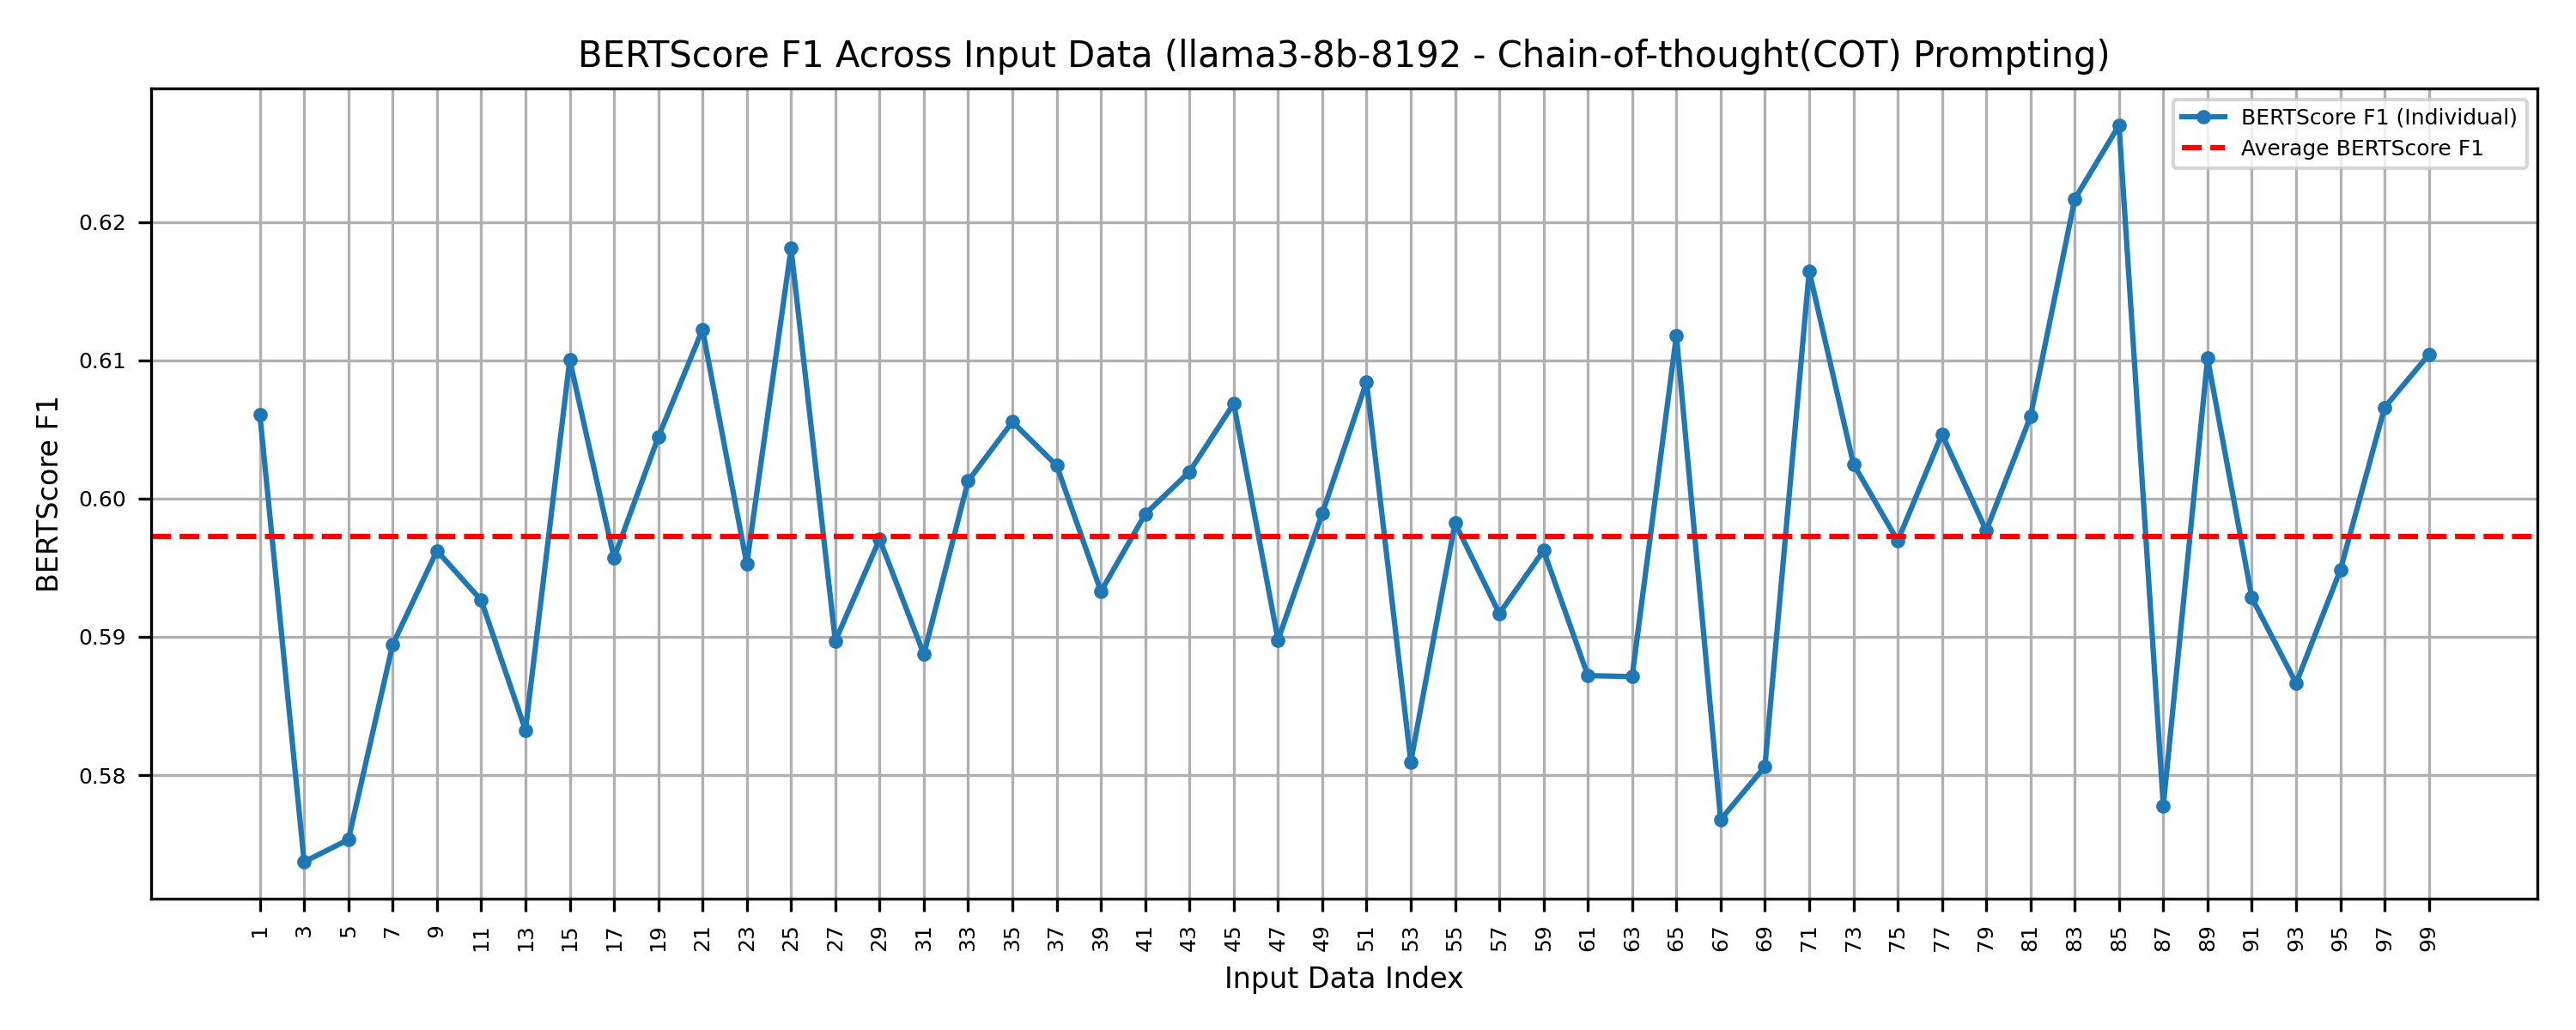 BERTScore F1 Across Input Data (llama3-8b-8192 - Chain-of-thought(COT) Prompting)
BERTScore F1 (Individual)
Average BERTScore F1
BERTScore F1
0.62
0.61
0.60
0.59
0.58
1 3 5 7 9 11 13 15 17 19 21 23 25 27 29 31 33 35 37 39 41 43 45 47 49 51 53 55 57 59 61 63 65 67 69 71 73 75 77 79 81 83 85 87 89 91 93 95 97 99
Input Data Index